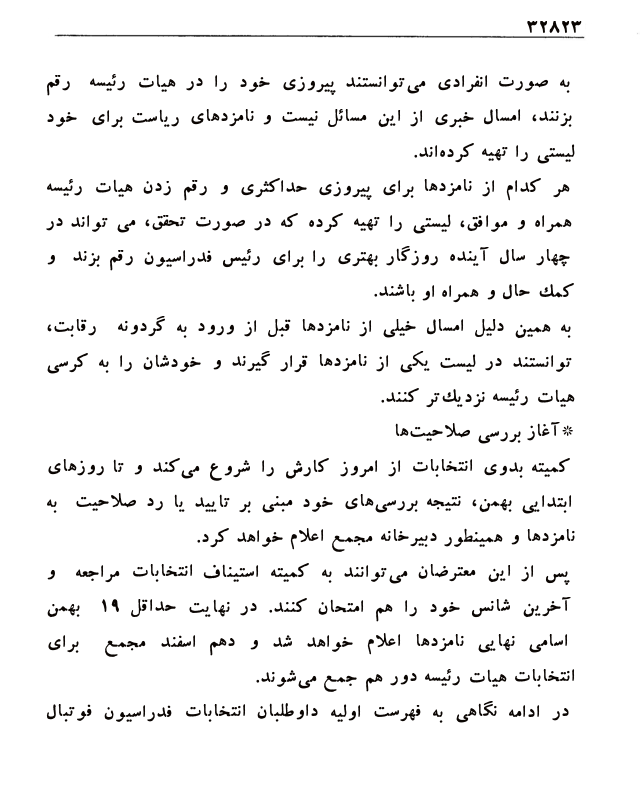 ۳۲۸۲۳
به صورت انفرادی می‌توانستند پیروزی خود را در هیات رئیسه رقم
بزنند، امسال خبری از این مسائل نیست و نامزدهای ریاست برای خود
لیستی را تهیه کرده‌اند.
هر کدام از نامزدها برای پیروزی حداکثری و رقم زدن هیات رئیسه
همراه و موافق، لیستی را تهیه کرده که در صورت تحقق، می تواند در
چهار سال آینده روزگار بهتری را برای رئیس فدراسیون رقم بزند و
کمك حال و همراه او باشند.
به همین دلیل امسال خیلی از نامزدها قبل از ورود به گردونه رقابت،
توانستند در لیست یکی از نامزدها قرار گیرند و خودشان را به کرسی
هیات رئیسه نزدیك‌تر کنند.
*آغاز بررسی صلاحیت‌ها
کمیته بدوی انتخابات از امروز کارش را شروع می‌کند و تا روزهای
ابتدایی بهمن، نتیجه بررسی‌های خود مبنی بر تایید یا رد صلاحیت به
نامزدها و همینطور دبیرخانه مجمع اعلام خواهد کرد.
پس از این معترضان می‌توانند به کمیته استیناف انتخابات مراجعه و
آخرین شانس خود را هم امتحان کنند. در نهایت حداقل ۱۹ بهمن
اسامی نهایی نامزدها اعلام خواهد شد و دهم اسفند مجمع برای
انتخابات هیات رئیسه دور هم جمع می‌شوند.
در ادامه نگاهی به فهرست اولیه داوطلبان انتخابات فدراسیون فوتبال